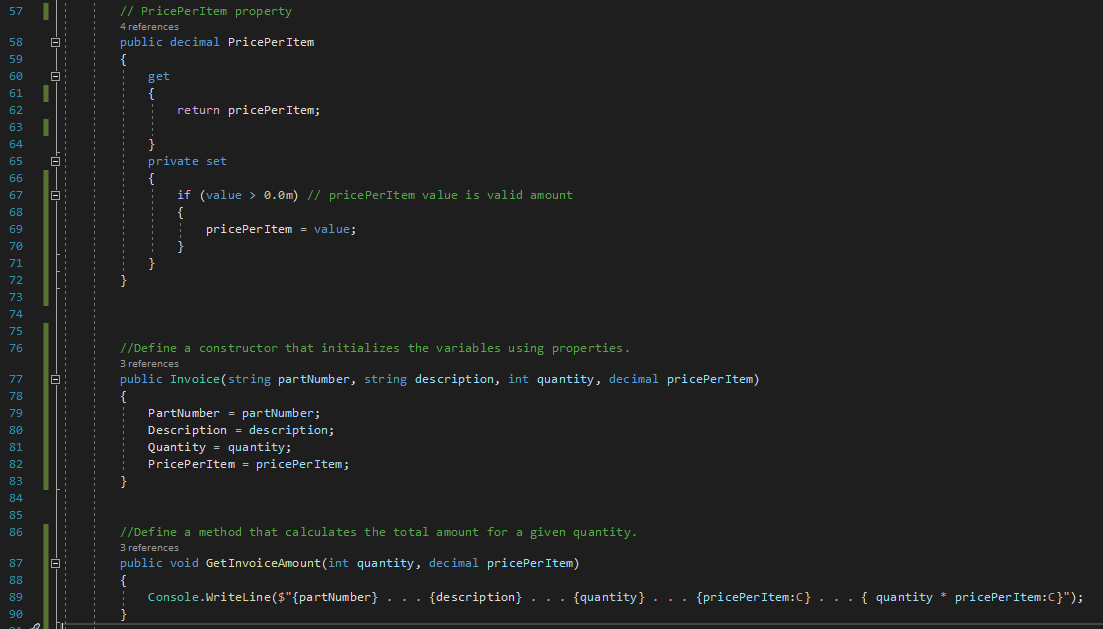 57 // PricePerItem property
4 references
58 public decimal PricePerItem
59 {
60 get
61 {
62 return pricePerItem;
63
64 }
65 private set
66 {
67 if (value > 0.0m) // pricePerItem value is valid amount
68 {
69 pricePerItem = value;
70 }
71 }
72 }
73
74
75
76 //Define a constructor that initializes the variables using properties.
3 references
77 public Invoice(string partNumber, string description, int quantity, decimal pricePerItem)
78 {
79 PartNumber = partNumber;
80 Description = description;
81 Quantity = quantity;
82 PricePerItem = pricePerItem;
83 }
84
85
86 //Define a method that calculates the total amount for a given quantity.
3 references
87 public void GetInvoiceAmount(int quantity, decimal pricePerItem)
88 {
89 Console.WriteLine($"{partNumber} . . . {description} . . . {quantity} . . . {pricePerItem:C} . . . { quantity * pricePerItem:C}");
90 }